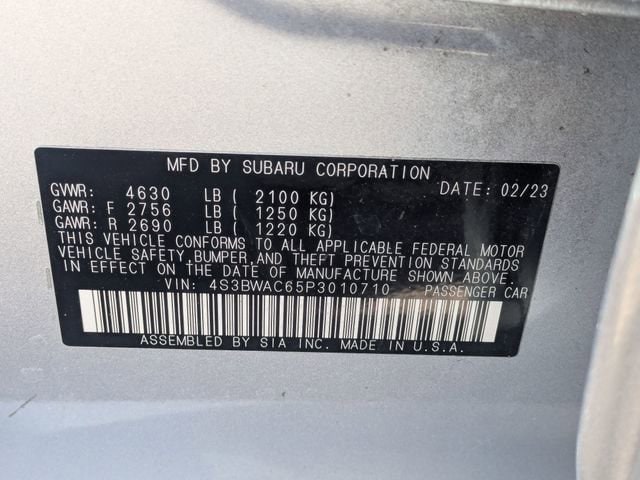 MFD BY SUBARU CORPORATION
GVWR: 4630 LB ( 2100 KG) DATE: 02/23
GAWR: F 2756 LB ( 1250 KG)
GAWR: R 2690 LB ( 1220 KG)
THIS VEHICLE CONFORMS TO ALL APPLICABLE FEDERAL MOTOR
VEHICLE SAFETY, BUMPER, AND THEFT PREVENTION STANDARDS
IN EFFECT ON THE DATE OF MANUFACTURE SHOWN ABOVE.
VIN: 4S3BWAC65P3010710 PASSENGER CAR
ASSEMBLED BY SIA INC. MADE IN U.S.A.